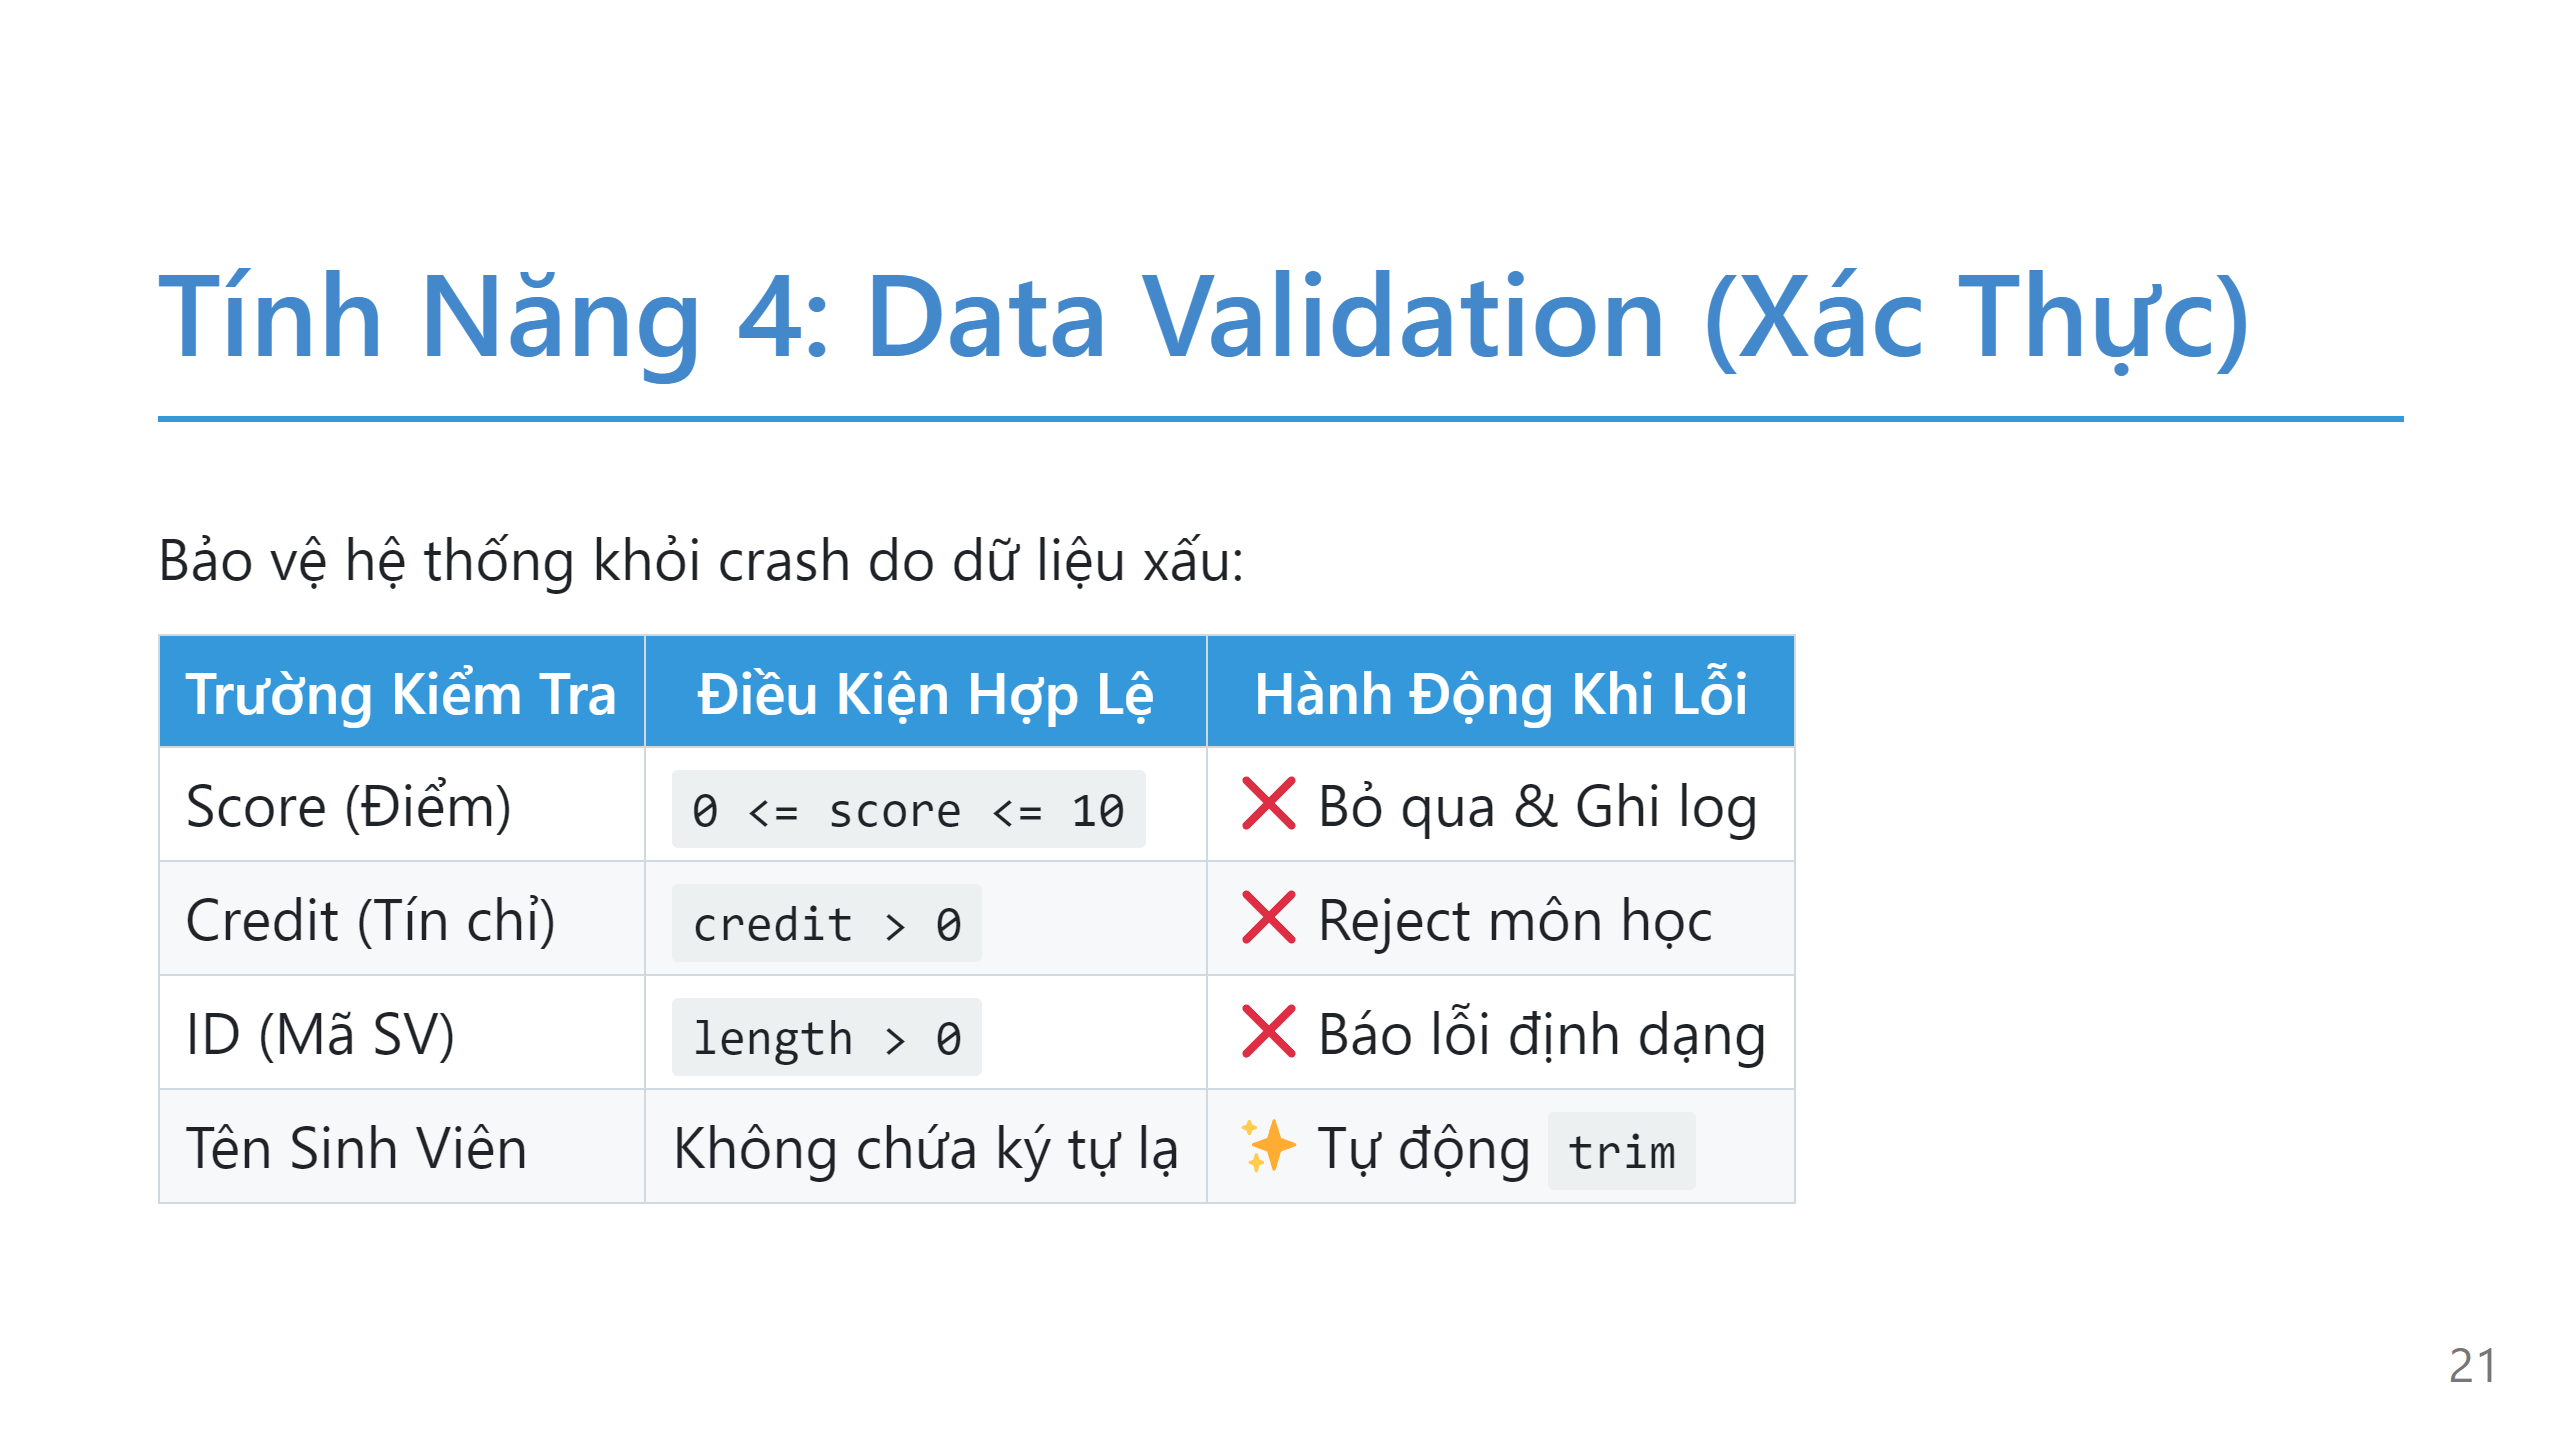 Tính Năng 4: Data Validation (Xác Thực)
Bảo vệ hệ thống khỏi crash do dữ liệu xấu:
Trường Kiểm Tra Điều Kiện Hợp Lệ Hành Động Khi Lỗi
Score (Điểm) 0 <= score <= 10 ❌ Bỏ qua & Ghi log
Credit (Tín chỉ) credit > 0 ❌ Reject môn học
ID (Mã SV) length > 0 ❌ Báo lỗi định dạng
Tên Sinh Viên Không chứa ký tự lạ ✨ Tự động trim
21